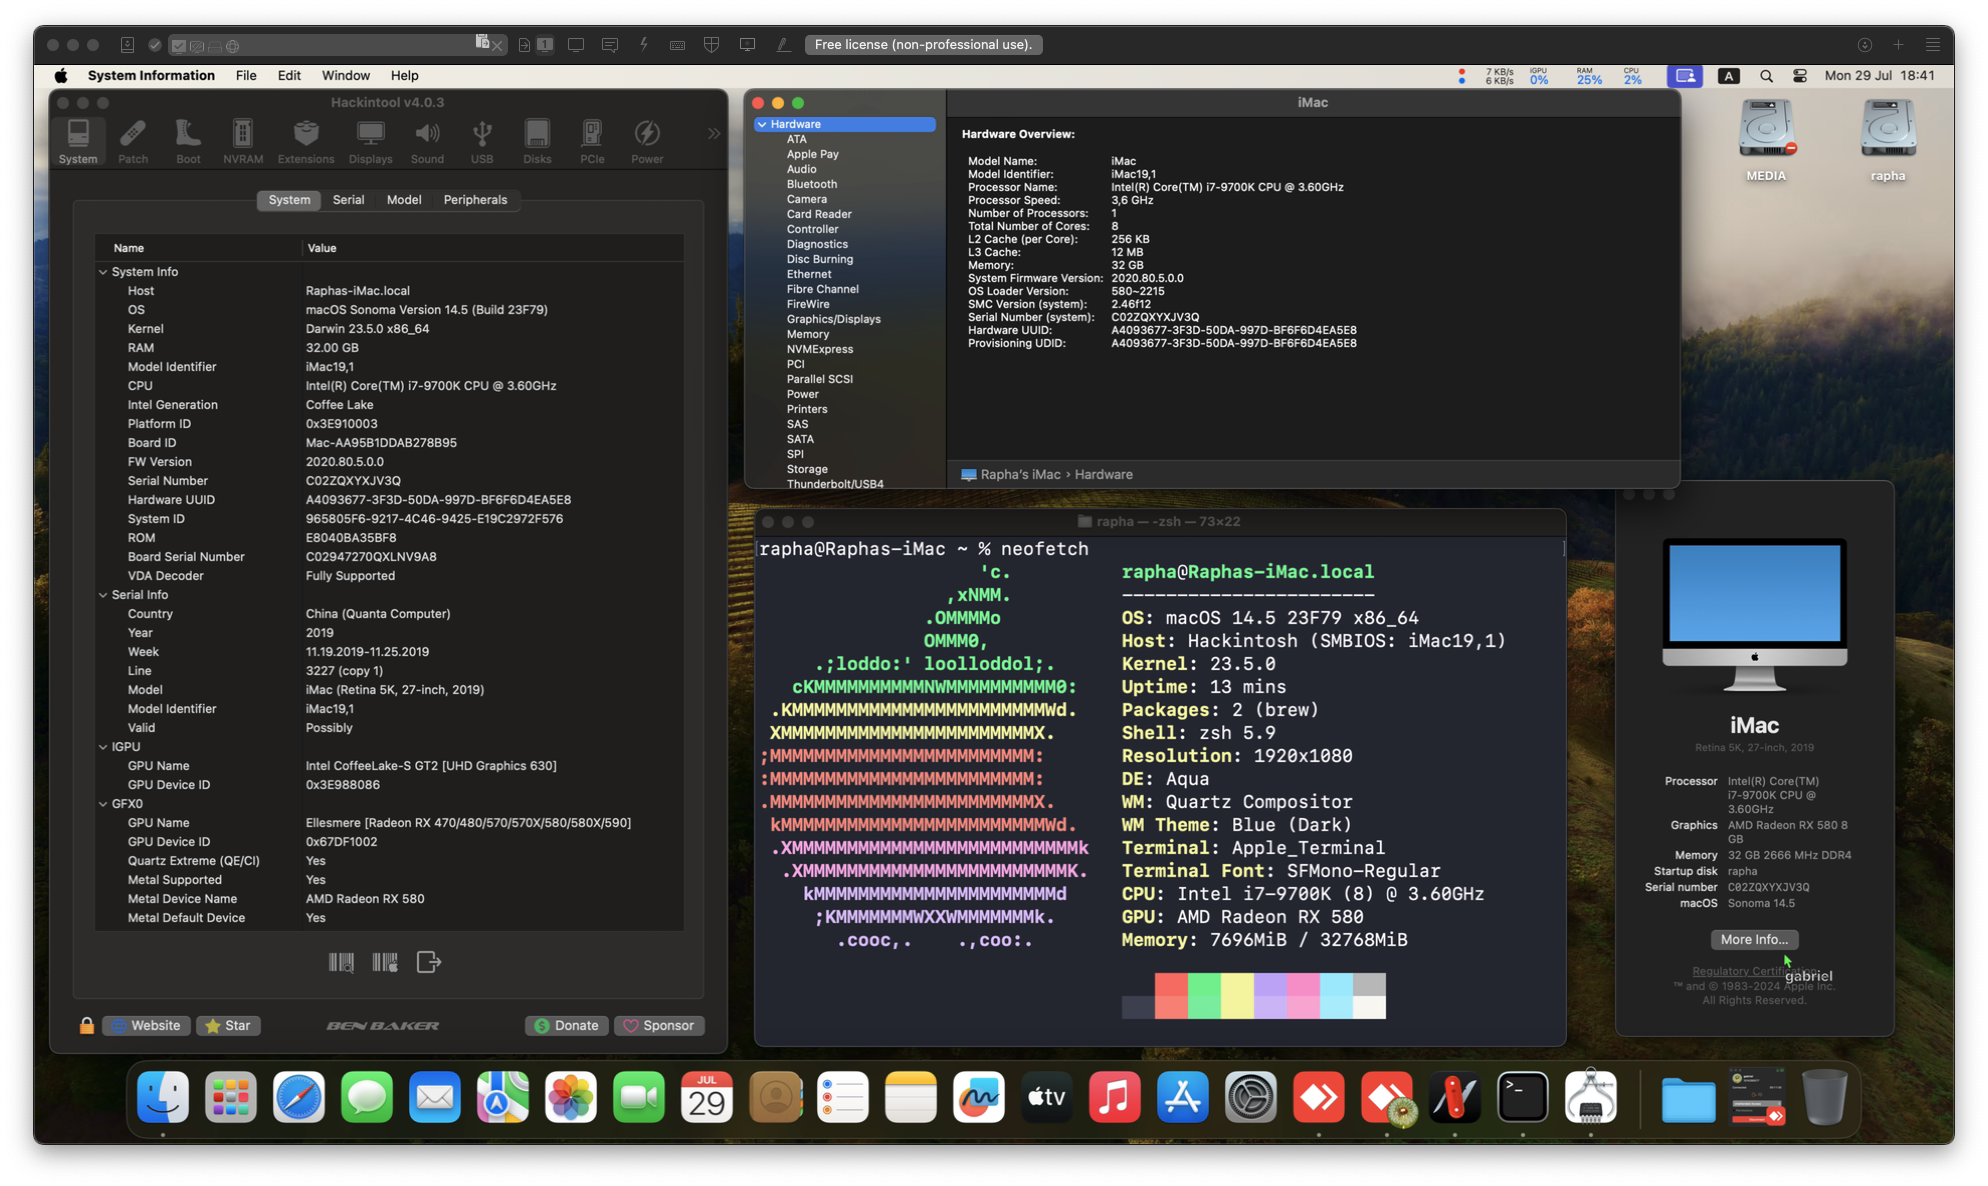 1
Free license (non-professional use).
System Information File Edit Window Help
7 KB/s
6 KB/s
iGPU
0%
RAM
25%
CPU
2%
A
Mon 29 Jul 18:41
Hackintool v4.0.3
System Patch Boot NVRAM Extensions Displays Sound USB Disks PCIe Power
System Serial Model Peripherals
Name Value
System Info
Host Raphas-iMac.local
OS macOS Sonoma Version 14.5 (Build 23F79)
Kernel Darwin 23.5.0 x86_64
RAM 32.00 GB
Model Identifier iMac19,1
CPU Intel(R) Core(TM) i7-9700K CPU @ 3.60GHz
Intel Generation Coffee Lake
Platform ID 0x3E910003
Board ID Mac-AA95B1DDAB278B95
FW Version 2020.80.5.0.0
Serial Number C02ZQXYXJV3Q
Hardware UUID A4093677-3F3D-50DA-997D-BF6F6D4EA5E8
System ID 965805F6-9217-4C46-9425-E19C2972F576
ROM E8040BA35BF8
Board Serial Number C02947270QXLNV9A8
VDA Decoder Fully Supported
Serial Info
Country China (Quanta Computer)
Year 2019
Week 11.19.2019-11.25.2019
Line 3227 (copy 1)
Model iMac (Retina 5K, 27-inch, 2019)
Model Identifier iMac19,1
Valid Possibly
IGPU
GPU Name Intel CoffeeLake-S GT2 [UHD Graphics 630]
GPU Device ID 0x3E988086
GFX0
GPU Name Ellesmere [Radeon RX 470/480/570/570X/580/580X/590]
GPU Device ID 0x67DF1002
Quartz Extreme (QE/CI) Yes
Metal Supported Yes
Metal Device Name AMD Radeon RX 580
Metal Default Device Yes
Website Star BEN BAKER Donate Sponsor
iMac
Hardware
ATA
Apple Pay
Audio
Bluetooth
Camera
Card Reader
Controller
Diagnostics
Disc Burning
Ethernet
Fibre Channel
FireWire
Graphics/Displays
Memory
NVMExpress
PCI
Parallel SCSI
Power
Printers
SAS
SATA
SPI
Storage
Thunderbolt/USB4
Hardware Overview:
Model Name: iMac
Model Identifier: iMac19,1
Processor Name: Intel(R) Core(TM) i7-9700K CPU @ 3.60GHz
Processor Speed: 3,6 GHz
Number of Processors: 1
Total Number of Cores: 8
L2 Cache (per Core): 256 KB
L3 Cache: 12 MB
Memory: 32 GB
System Firmware Version: 2020.80.5.0.0
OS Loader Version: 580~2215
SMC Version (system): 2.46f12
Serial Number (system): C02ZQXYXJV3Q
Hardware UUID: A4093677-3F3D-50DA-997D-BF6F6D4EA5E8
Provisioning UDID: A4093677-3F3D-50DA-997D-BF6F6D4EA5E8
Rapha's iMac › Hardware
MEDIA rapha
rapha — -zsh — 73×22
[rapha@Raphas-iMac ~ % neofetch ]
'c. rapha@Raphas-iMac.local
,xNMM. -----------------------
.OMMMMo OS: macOS 14.5 23F79 x86_64
OMMM0, Host: Hackintosh (SMBIOS: iMac19,1)
.;loddo:' loolloddol;. Kernel: 23.5.0
cKMMMMMMMMMMNWMMMMMMMMMM0: Uptime: 13 mins
.KMMMMMMMMMMMMMMMMMMMMMMMWd. Packages: 2 (brew)
XMMMMMMMMMMMMMMMMMMMMMMMX. Shell: zsh 5.9
;MMMMMMMMMMMMMMMMMMMMMMMM: Resolution: 1920x1080
:MMMMMMMMMMMMMMMMMMMMMMMM: DE: Aqua
.MMMMMMMMMMMMMMMMMMMMMMMMX. WM: Quartz Compositor
kMMMMMMMMMMMMMMMMMMMMMMMMWd. WM Theme: Blue (Dark)
.XMMMMMMMMMMMMMMMMMMMMMMMMMMk Terminal: Apple_Terminal
.XMMMMMMMMMMMMMMMMMMMMMMMMK. Terminal Font: SFMono-Regular
kMMMMMMMMMMMMMMMMMMMMMMd CPU: Intel i7-9700K (8) @ 3.60GHz
;KMMMMMMMWXXWMMMMMMMk. GPU: AMD Radeon RX 580
.cooc,. .,coo:. Memory: 7696MiB / 32768MiB
iMac
Retina 5K, 27-inch, 2019
Processor Intel(R) Core(TM)
i7-9700K CPU @
3.60GHz
Graphics AMD Radeon RX 580 8
GB
Memory 32 GB 2666 MHz DDR4
Startup disk rapha
Serial number C02ZQXYXJV3Q
macOS Sonoma 14.5
More Info...
Regulatory Certification
gabriel
™ and © 1983-2024 Apple Inc.
All Rights Reserved.
JUL
29
tv
>_